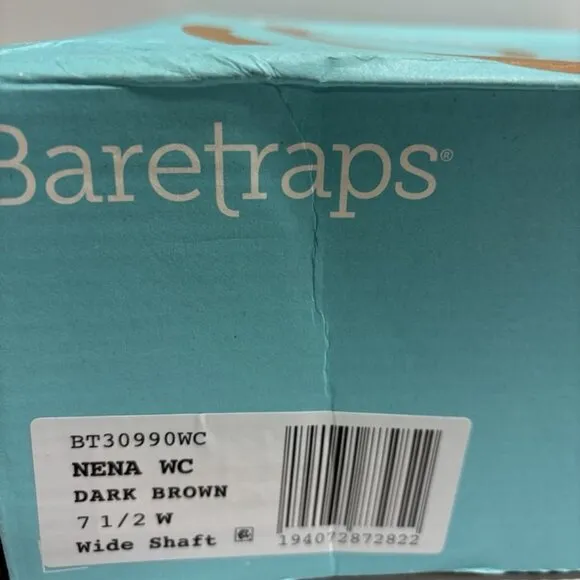 Baretraps®
BT30990WC
NENA WC
DARK BROWN
7 1/2 W
Wide Shaft
194072872822